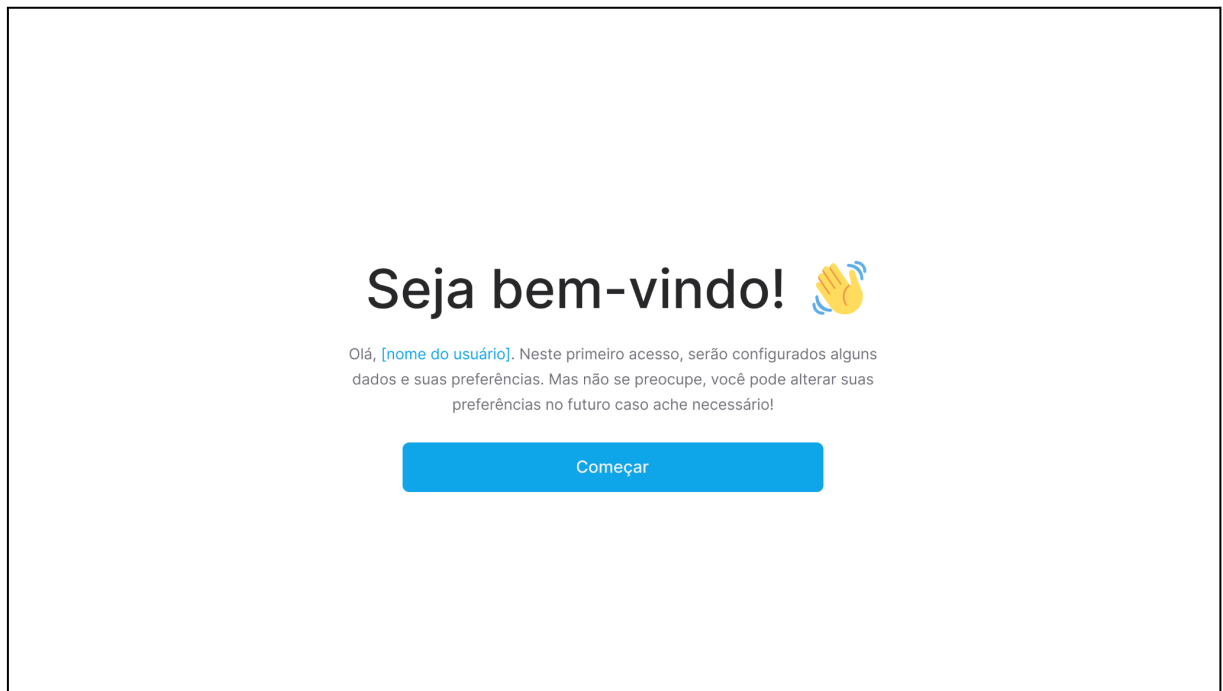 Seja bem-vindo! 👋
Olá, [nome do usuário]. Neste primeiro acesso, serão configurados alguns
dados e suas preferências. Mas não se preocupe, você pode alterar suas
preferências no futuro caso ache necessário!
Começar